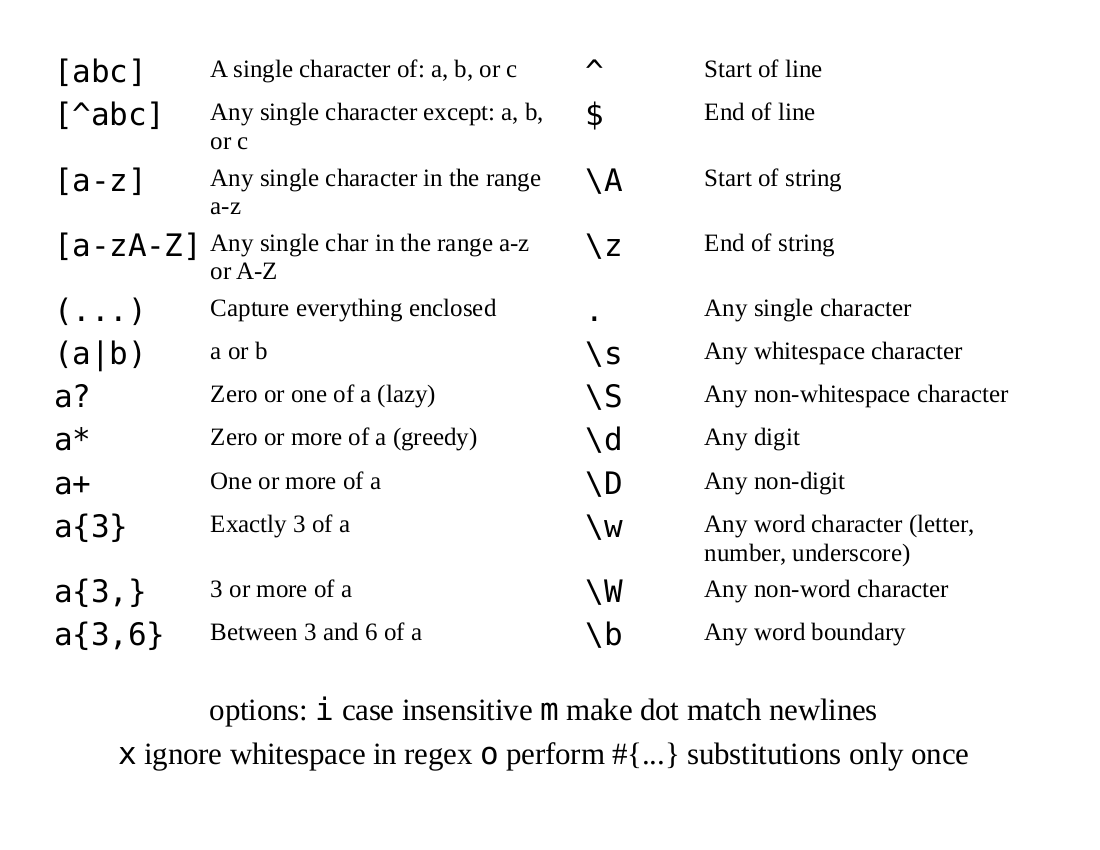 [abc] A single character of: a, b, or c ^ Start of line
[^abc] Any single character except: a, b, $ End of line
or c
[a-z] Any single character in the range \A Start of string
a-z
[a-zA-Z] Any single char in the range a-z \z End of string
or A-Z
(...) Capture everything enclosed . Any single character
(a|b) a or b \s Any whitespace character
a? Zero or one of a (lazy) \S Any non-whitespace character
a* Zero or more of a (greedy) \d Any digit
a+ One or more of a \D Any non-digit
a{3} Exactly 3 of a \w Any word character (letter,
number, underscore)
a{3,} 3 or more of a \W Any non-word character
a{3,6} Between 3 and 6 of a \b Any word boundary
options: i case insensitive m make dot match newlines
x ignore whitespace in regex o perform #{...} substitutions only once